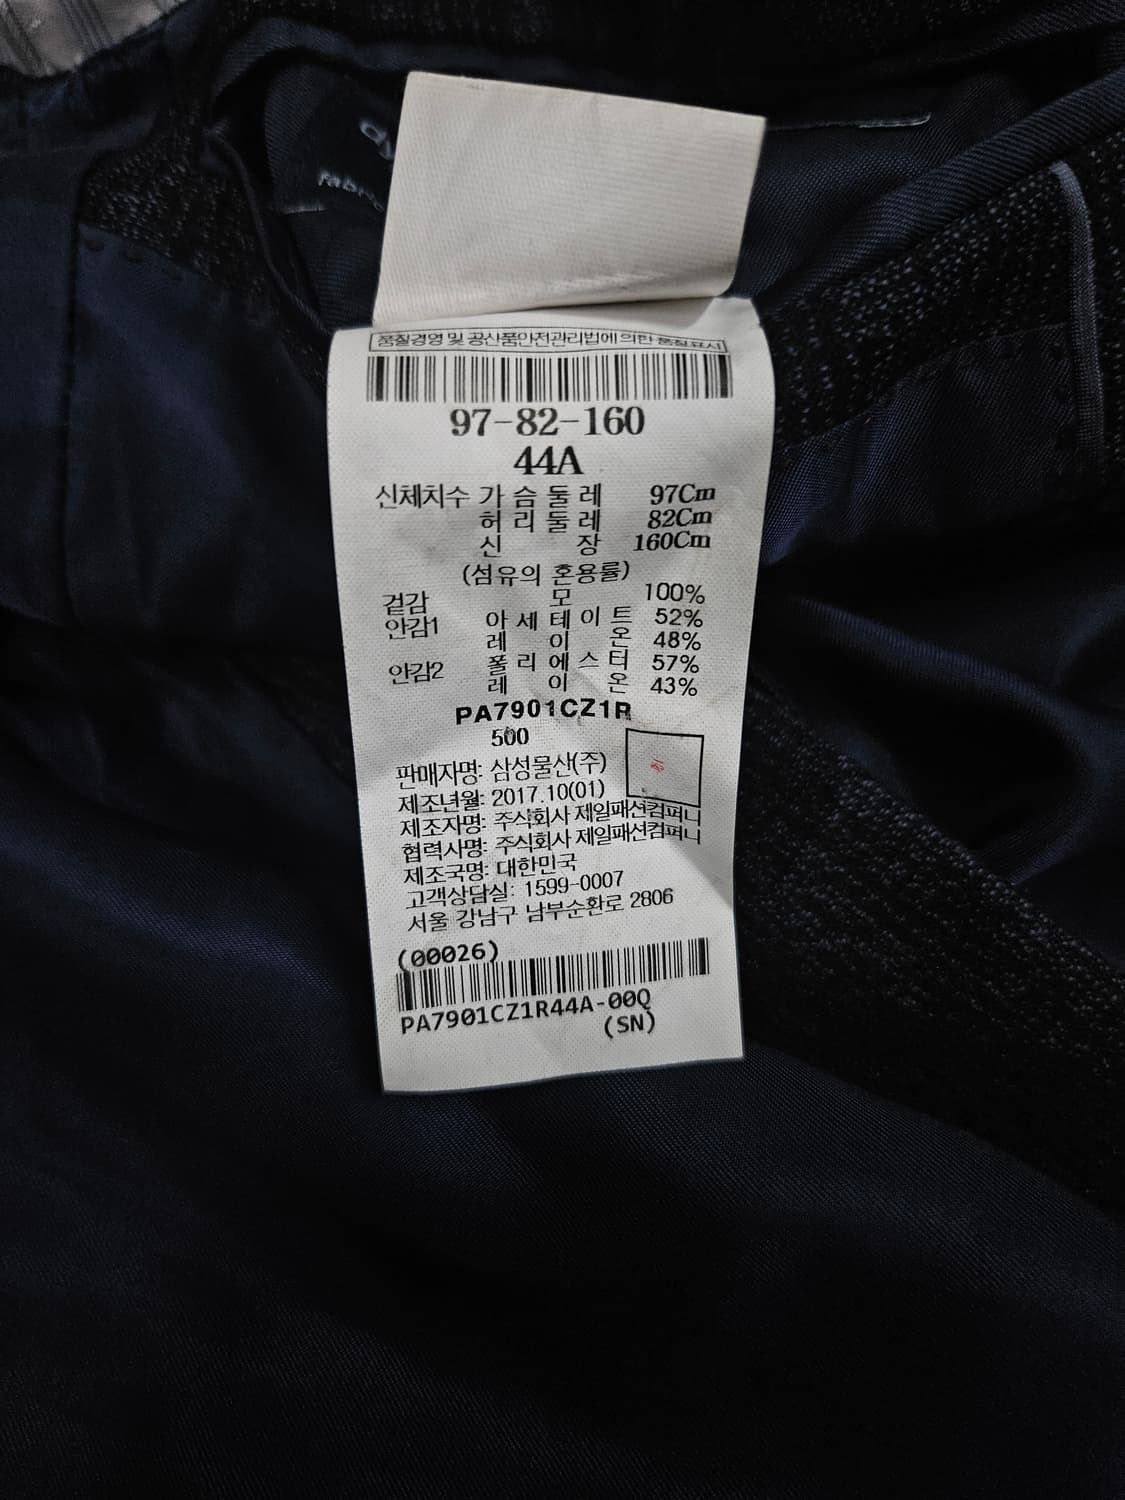 품질경영 및 공산품안전관리법에 의한 품질표시
97-82-160
44A
신체치수 가슴둘레 97Cm
허리둘레 82Cm
신장 160Cm
(섬유의 혼용률)
겉감 모 100%
안감1 아세테이트 52%
레이온 48%
안감2 폴리에스터 57%
레이온 43%
PA7901CZ1R
500
판매자명: 삼성물산(주)
제조년월: 2017.10(01)
제조자명: 주식회사 제일패션컴퍼니
협력사명: 주식회사 제일패션컴퍼니
제조국명: 대한민국
고객상담실: 1599-0007
서울 강남구 남부순환로 2806
(00026)
PA7901CZ1R44A-00Q
(SN)